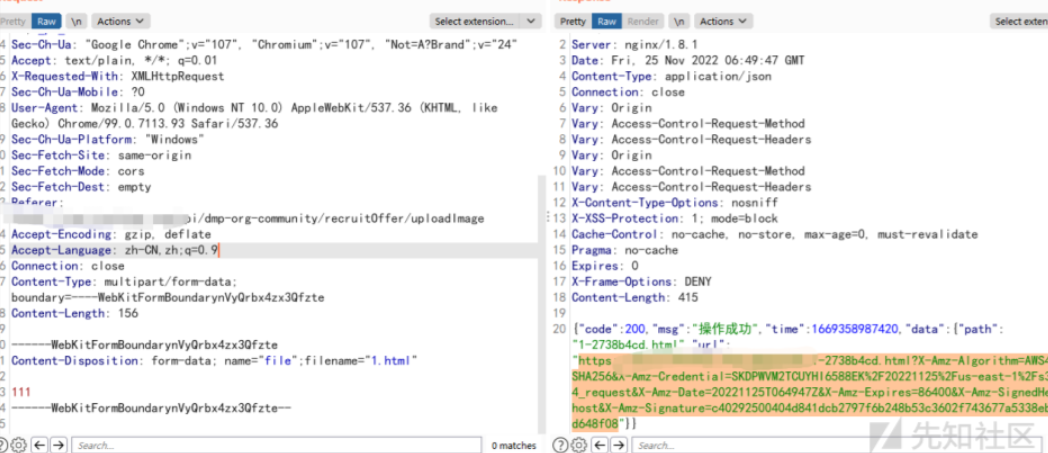 Pretty Raw \n Actions Select extension...
4 Sec-Ch-Ua: "Google Chrome";v="107", "Chromium";v="107", "Not=A?Brand";v="24"
5 Accept: text/plain, */*; q=0.01
6 X-Requested-With: XMLHttpRequest
7 Sec-Ch-Ua-Mobile: ?0
8 User-Agent: Mozilla/5.0 (Windows NT 10.0) AppleWebKit/537.36 (KHTML, like
Gecko) Chrome/99.0.7113.93 Safari/537.36
9 Sec-Ch-Ua-Platform: "Windows"
0 Sec-Fetch-Site: same-origin
1 Sec-Fetch-Mode: cors
2 Sec-Fetch-Dest: empty
Referer:
/dmp-org-community/recruitOffer/uploadImage
4 Accept-Encoding: gzip, deflate
5 Accept-Language: zh-CN,zh;q=0.9
6 Connection: close
7 Content-Type: multipart/form-data;
boundary=----WebKitFormBoundarynVyQrbx4zx3Qfzte
8 Content-Length: 156
9
0 ------WebKitFormBoundarynVyQrbx4zx3Qfzte
1 Content-Disposition: form-data; name="file";filename="1.html"
2
3 111
4 ------WebKitFormBoundarynVyQrbx4zx3Qfzte--
5
Search... 0 matches
Pretty Raw Render \n Actions Select exten
2 Server: nginx/1.8.1
3 Date: Fri, 25 Nov 2022 06:49:47 GMT
4 Content-Type: application/json
5 Connection: close
6 Vary: Origin
7 Vary: Access-Control-Request-Method
8 Vary: Access-Control-Request-Headers
9 Vary: Origin
10 Vary: Access-Control-Request-Method
11 Vary: Access-Control-Request-Headers
12 X-Content-Type-Options: nosniff
13 X-XSS-Protection: 1; mode=block
14 Cache-Control: no-cache, no-store, max-age=0, must-revalidate
15 Pragma: no-cache
16 Expires: 0
17 X-Frame-Options: DENY
18 Content-Length: 415
19
20 {"code":200,"msg":"操作成功","time":1669358987420,"data":{"path":
"1-2738b4cd.html","url":
"https -2738b4cd.html?X-Amz-Algorithm=AWS4
SHA256&X-Amz-Credential=SKDPWVM2TCUYHI6588EK%2F20221125%2Fus-east-1%2Fs3
4_request&X-Amz-Date=20221125T064947Z&X-Amz-Expires=86400&X-Amz-SignedHe
host&X-Amz-Signature=c40292500404d841dcb2797f6b248b53c3602f743677a5338eb
d648f08"}}
Search...
先知社区